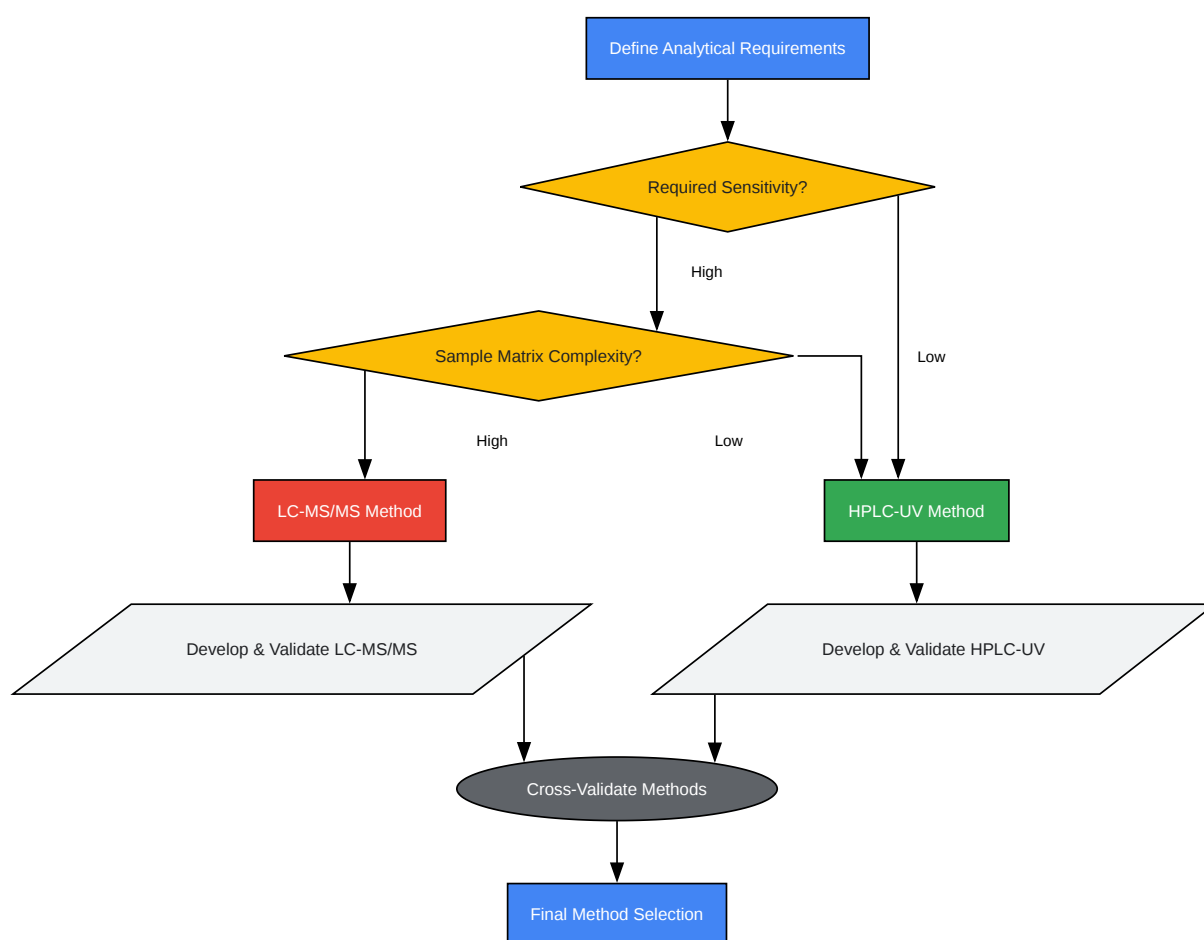 Define Analytical Requirements
Required Sensitivity?
High
Sample Matrix Complexity?
Low
High
Low
LC-MS/MS Method
HPLC-UV Method
Develop & Validate LC-MS/MS
Develop & Validate HPLC-UV
Cross-Validate Methods
Final Method Selection